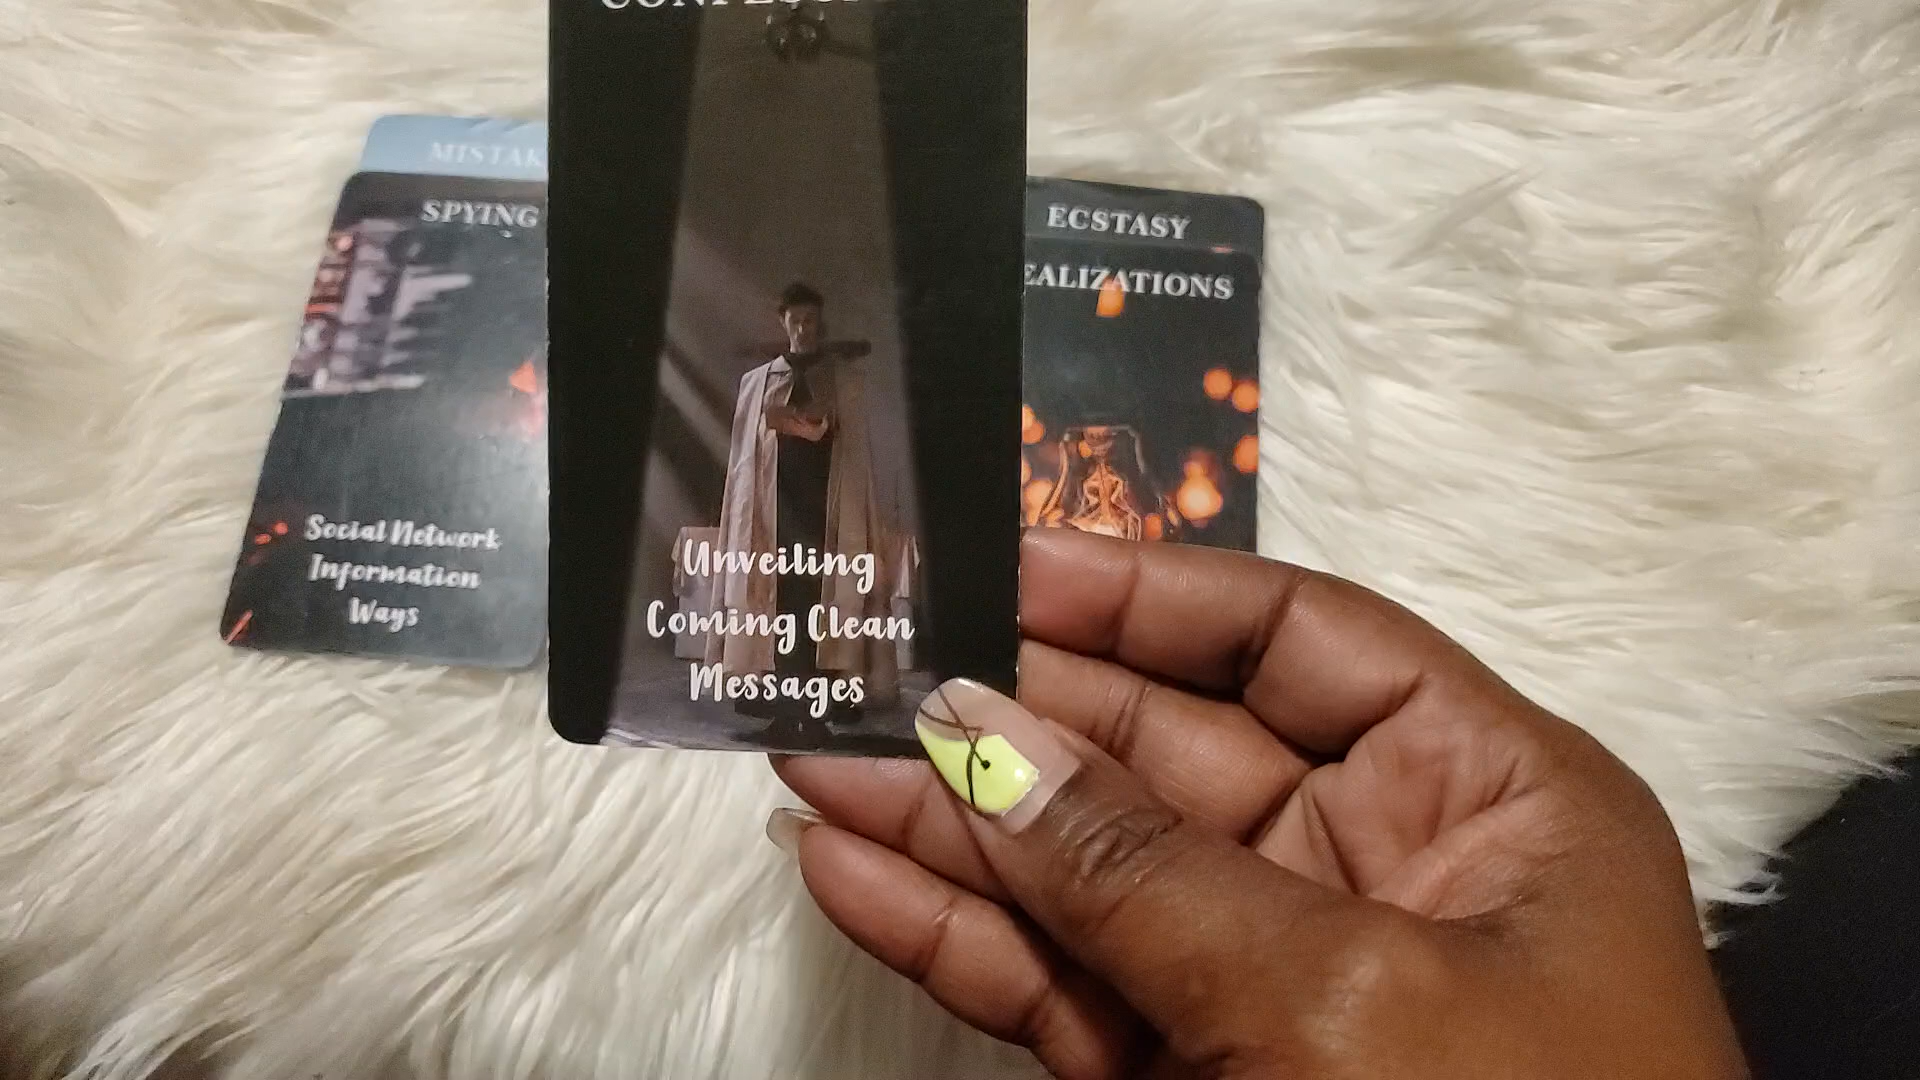 MISTAK
SPYING
Social Network
Information
Ways
Unveiling
Coming Clean
Messages
ECSTASY
EALIZATIONS